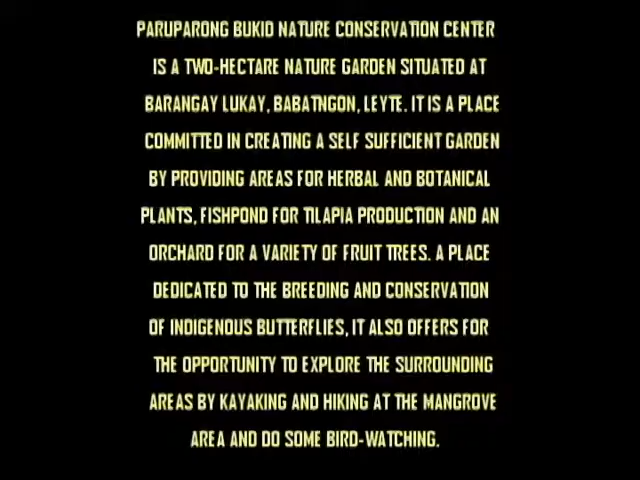 PARUPARONG BUKID NATURE CONSERVATION CENTER
IS A TWO-HECTARE NATURE GARDEN SITUATED AT
BARANGAY LUKAY, BABATNGON, LEYTE. IT IS A PLACE
COMMITTED IN CREATING A SELF SUFFICIENT GARDEN
BY PROVIDING AREAS FOR HERBAL AND BOTANICAL
PLANTS, FISHPOND FOR TILAPIA PRODUCTION AND AN
ORCHARD FOR A VARIETY OF FRUIT TREES. A PLACE
DEDICATED TO THE BREEDING AND CONSERVATION
OF INDIGENOUS BUTTERFLIES, IT ALSO OFFERS FOR
THE OPPORTUNITY TO EXPLORE THE SURROUNDING
AREAS BY KAYAKING AND HIKING AT THE MANGROVE
AREA AND DO SOME BIRD-WATCHING.